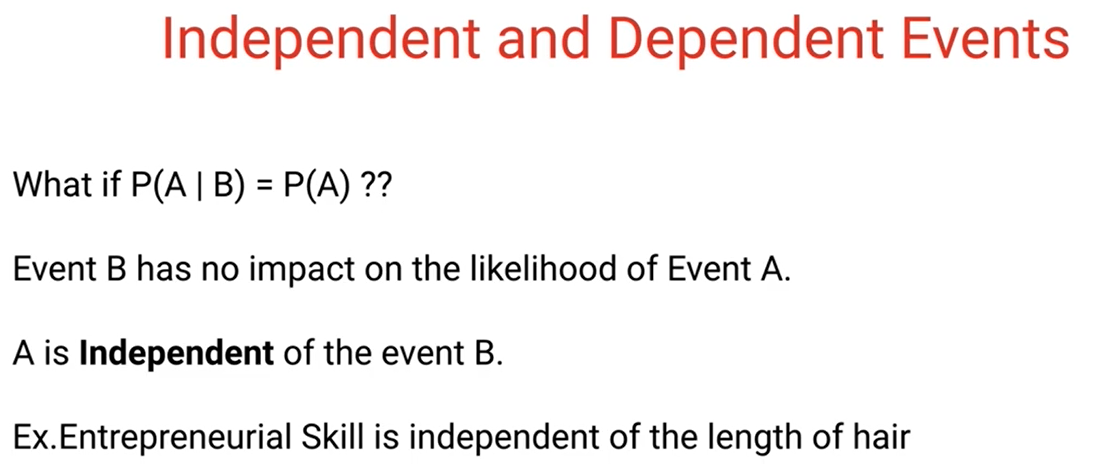 Independent and Dependent Events
What if P(A | B) = P(A) ??
Event B has no impact on the likelihood of Event A.
A is Independent of the event B.
Ex.Entrepreneurial Skill is independent of the length of hair